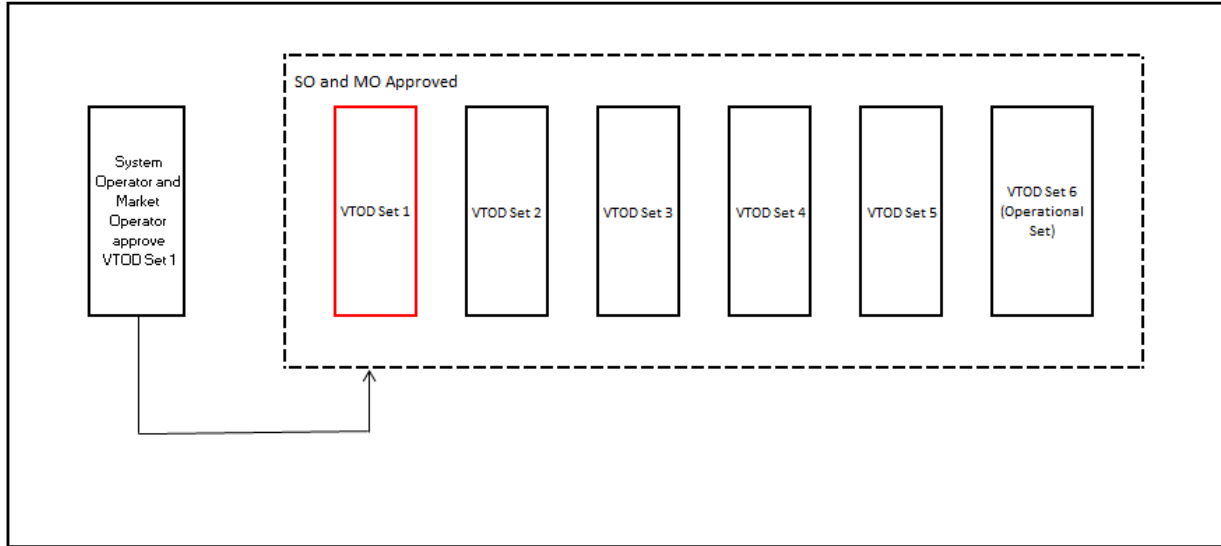 SO and MO Approved
System
Operator and
Market
Operator
approve
VTOD Set 1
VTOD Set 1
VTOD Set 2
VTOD Set 3
VTOD Set 4
VTOD Set 5
VTOD Set 6
(Operational
Set)